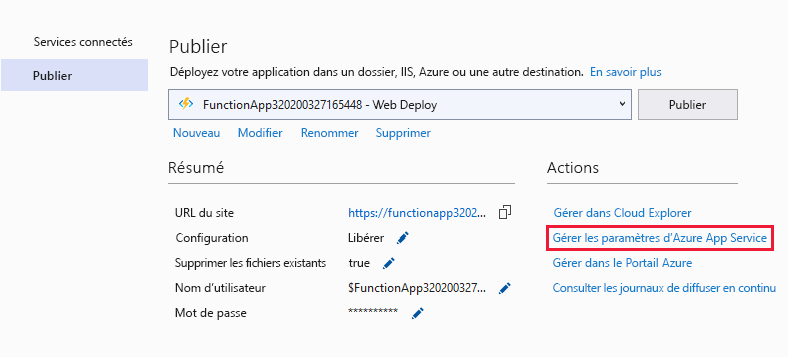 Services connectés
Publier
Publier
Déployez votre application dans un dossier, IIS, Azure ou une autre destination. En savoir plus
FunctionApp320200327165448 - Web Deploy
Publier
Nouveau Modifier Renommer Supprimer
Résumé
URL du site https://functionapp3202...
Configuration Libérer
Supprimer les fichiers existants true
Nom d'utilisateur $FunctionApp320200327...
Mot de passe **********
Actions
Gérer dans Cloud Explorer
Gérer les paramètres d'Azure App Service
Gérer dans le Portail Azure
Consulter les journaux de diffuser en continu